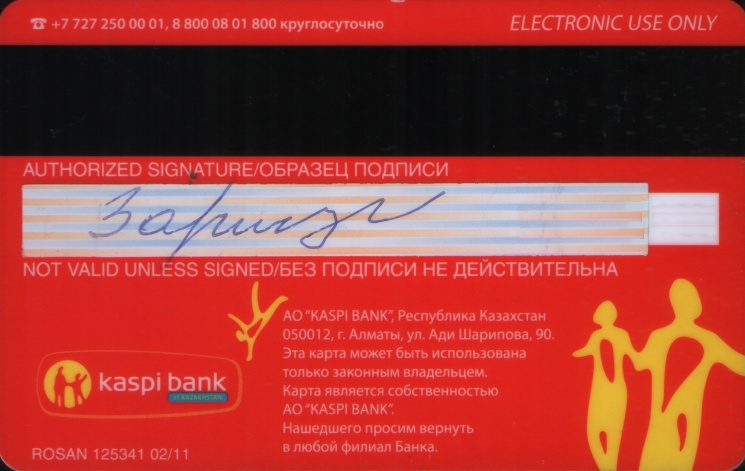 ☎ +7 727 250 00 01, 8 800 08 01 800 круглосуточно
ELECTRONIC USE ONLY
AUTHORIZED SIGNATURE/ОБРАЗЕЦ ПОДПИСИ
NOT VALID UNLESS SIGNED/БЕЗ ПОДПИСИ НЕ ДЕЙСТВИТЕЛЬНА
АО "KASPI BANK", Республика Казахстан
050012, г. Алматы, ул. Ади Шарипова, 90.
Эта карта может быть использована
только законным владельцем.
Карта является собственностью
АО "KASPI BANK".
Нашедшего просим вернуть
в любой филиал Банка.
kaspi bank
OF KAZAKHSTAN
ROSAN 125341 02/11